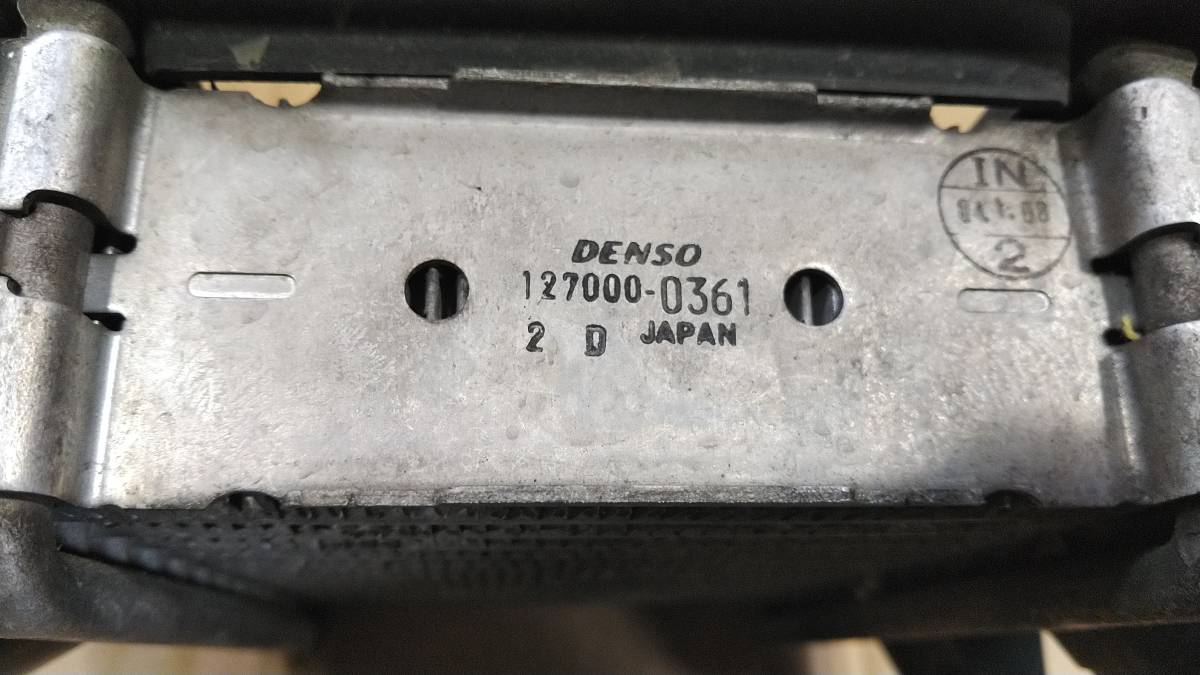 DENSO
127000-0361
2 D JAPAN
IN
2